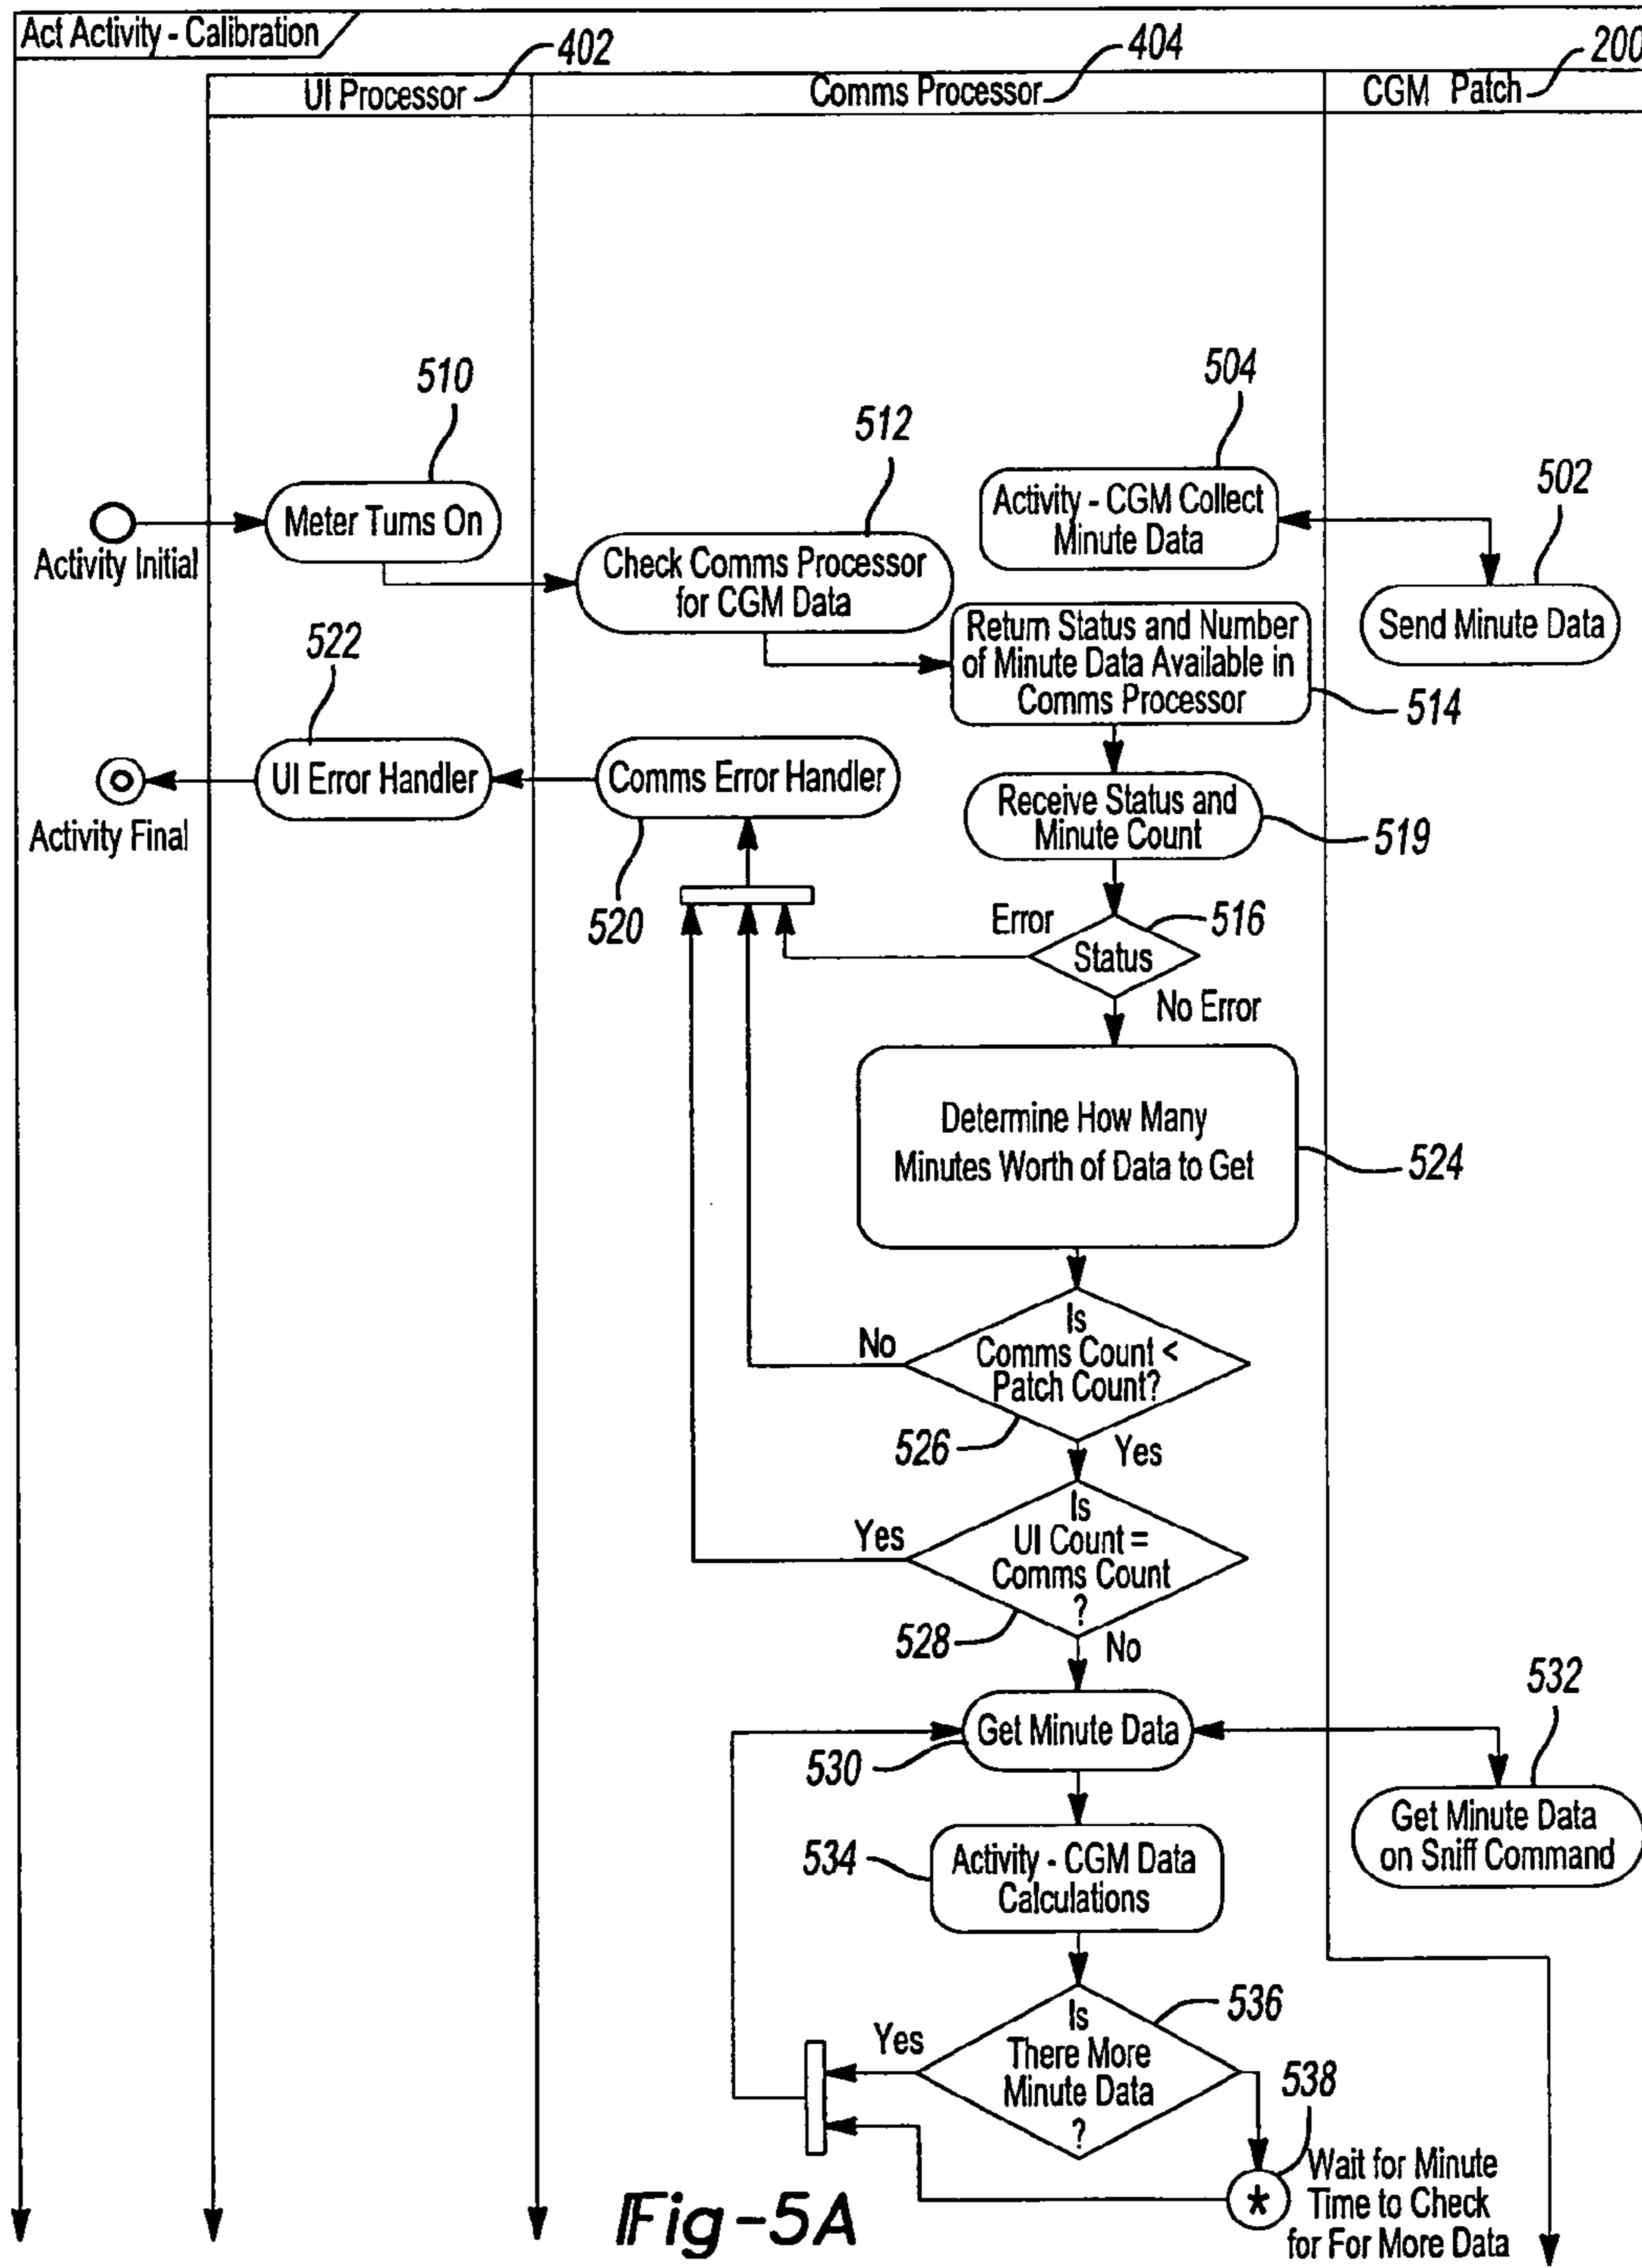 Act Activity - Calibration
402
404
200
UI Processor
Comms Processor
CGM Patch
510
504
512
502
Meter Turns On
Activity - CGM Collect
Minute Data
Activity Initial
Check Comms Processor
for CGM Data
Send Minute Data
522
Return Status and Number
of Minute Data Available in
Comms Processor
514
UI Error Handler
Comms Error Handler
Receive Status and
Minute Count
Activity Final
519
520
Error
516
Status
No Error
Determine How Many
Minutes Worth of Data to Get
524
Is
Comms Count <
Patch Count?
No
526
Yes
Is
UI Count =
Comms Count
?
Yes
528
No
532
Get Minute Data
530
Get Minute Data
on Sniff Command
534
Activity - CGM Data
Calculations
536
Is
There More
Minute Data
?
Yes
538
*
Wait for Minute
Time to Check
for For More Data
Fig-5A